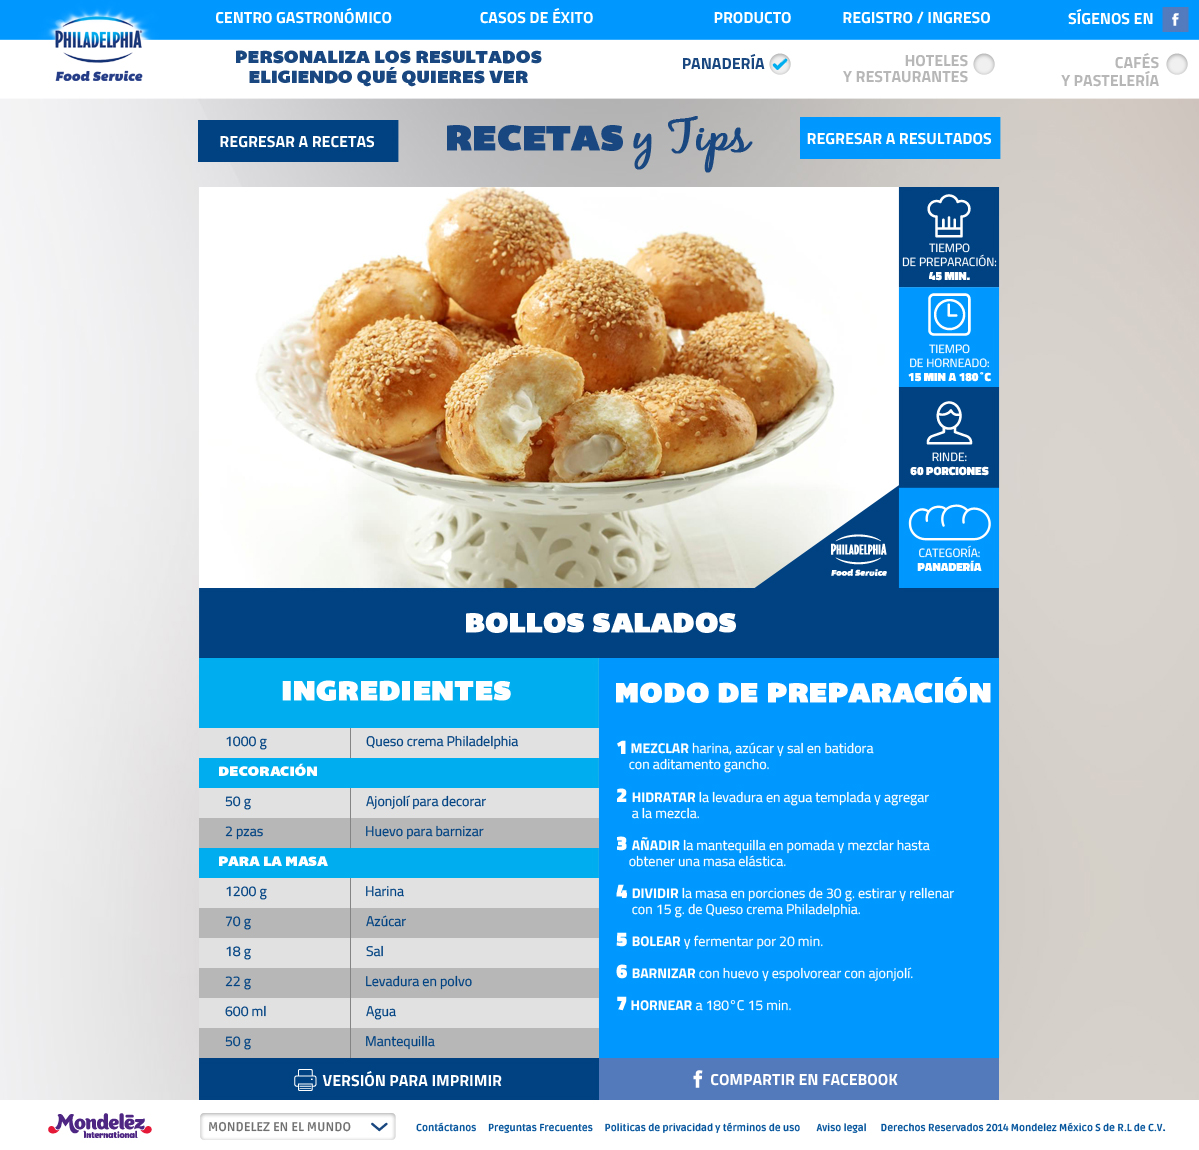 CENTRO GASTRONÓMICO
CASOS DE ÉXITO
PRODUCTO
REGISTRO / INGRESO
SÍGENOS EN
f
PHILADELPHIA
Food Service
PERSONALIZA LOS RESULTADOS
ELIGIENDO QUÉ QUIERES VER
PANADERÍA
HOTELES
Y RESTAURANTES
CAFÉS
Y PASTELERÍA
REGRESAR A RECETAS
RECETAS y Tips
REGRESAR A RESULTADOS
TIEMPO
DE PREPARACIÓN:
45 MIN.
TIEMPO
DE HORNEADO:
15 MIN A 180°C
RINDE:
60 PORCIONES
CATEGORÍA:
PANADERÍA
PHILADELPHIA
Food Service
BOLLOS SALADOS
INGREDIENTES
1000 g Queso crema Philadelphia
DECORACIÓN
50 g Ajonjolí para decorar
2 pzas Huevo para barnizar
PARA LA MASA
1200 g Harina
70 g Azúcar
18 g Sal
22 g Levadura en polvo
600 ml Agua
50 g Mantequilla
VERSIÓN PARA IMPRIMIR
MODO DE PREPARACIÓN
1 MEZCLAR harina, azúcar y sal en batidora
con aditamento gancho.
2 HIDRATAR la levadura en agua templada y agregar
a la mezcla.
3 AÑADIR la mantequilla en pomada y mezclar hasta
obtener una masa elástica.
4 DIVIDIR la masa en porciones de 30 g. estirar y rellenar
con 15 g. de Queso crema Philadelphia.
5 BOLEAR y fermentar por 20 min.
6 BARNIZAR con huevo y espolvorear con ajonjolí.
7 HORNEAR a 180°C 15 min.
f COMPARTIR EN FACEBOOK
Mondelēz
International
MONDELEZ EN EL MUNDO
Contáctanos
Preguntas Frecuentes
Politicas de privacidad y términos de uso
Aviso legal
Derechos Reservados 2014 Mondelez México S de R.L de C.V.